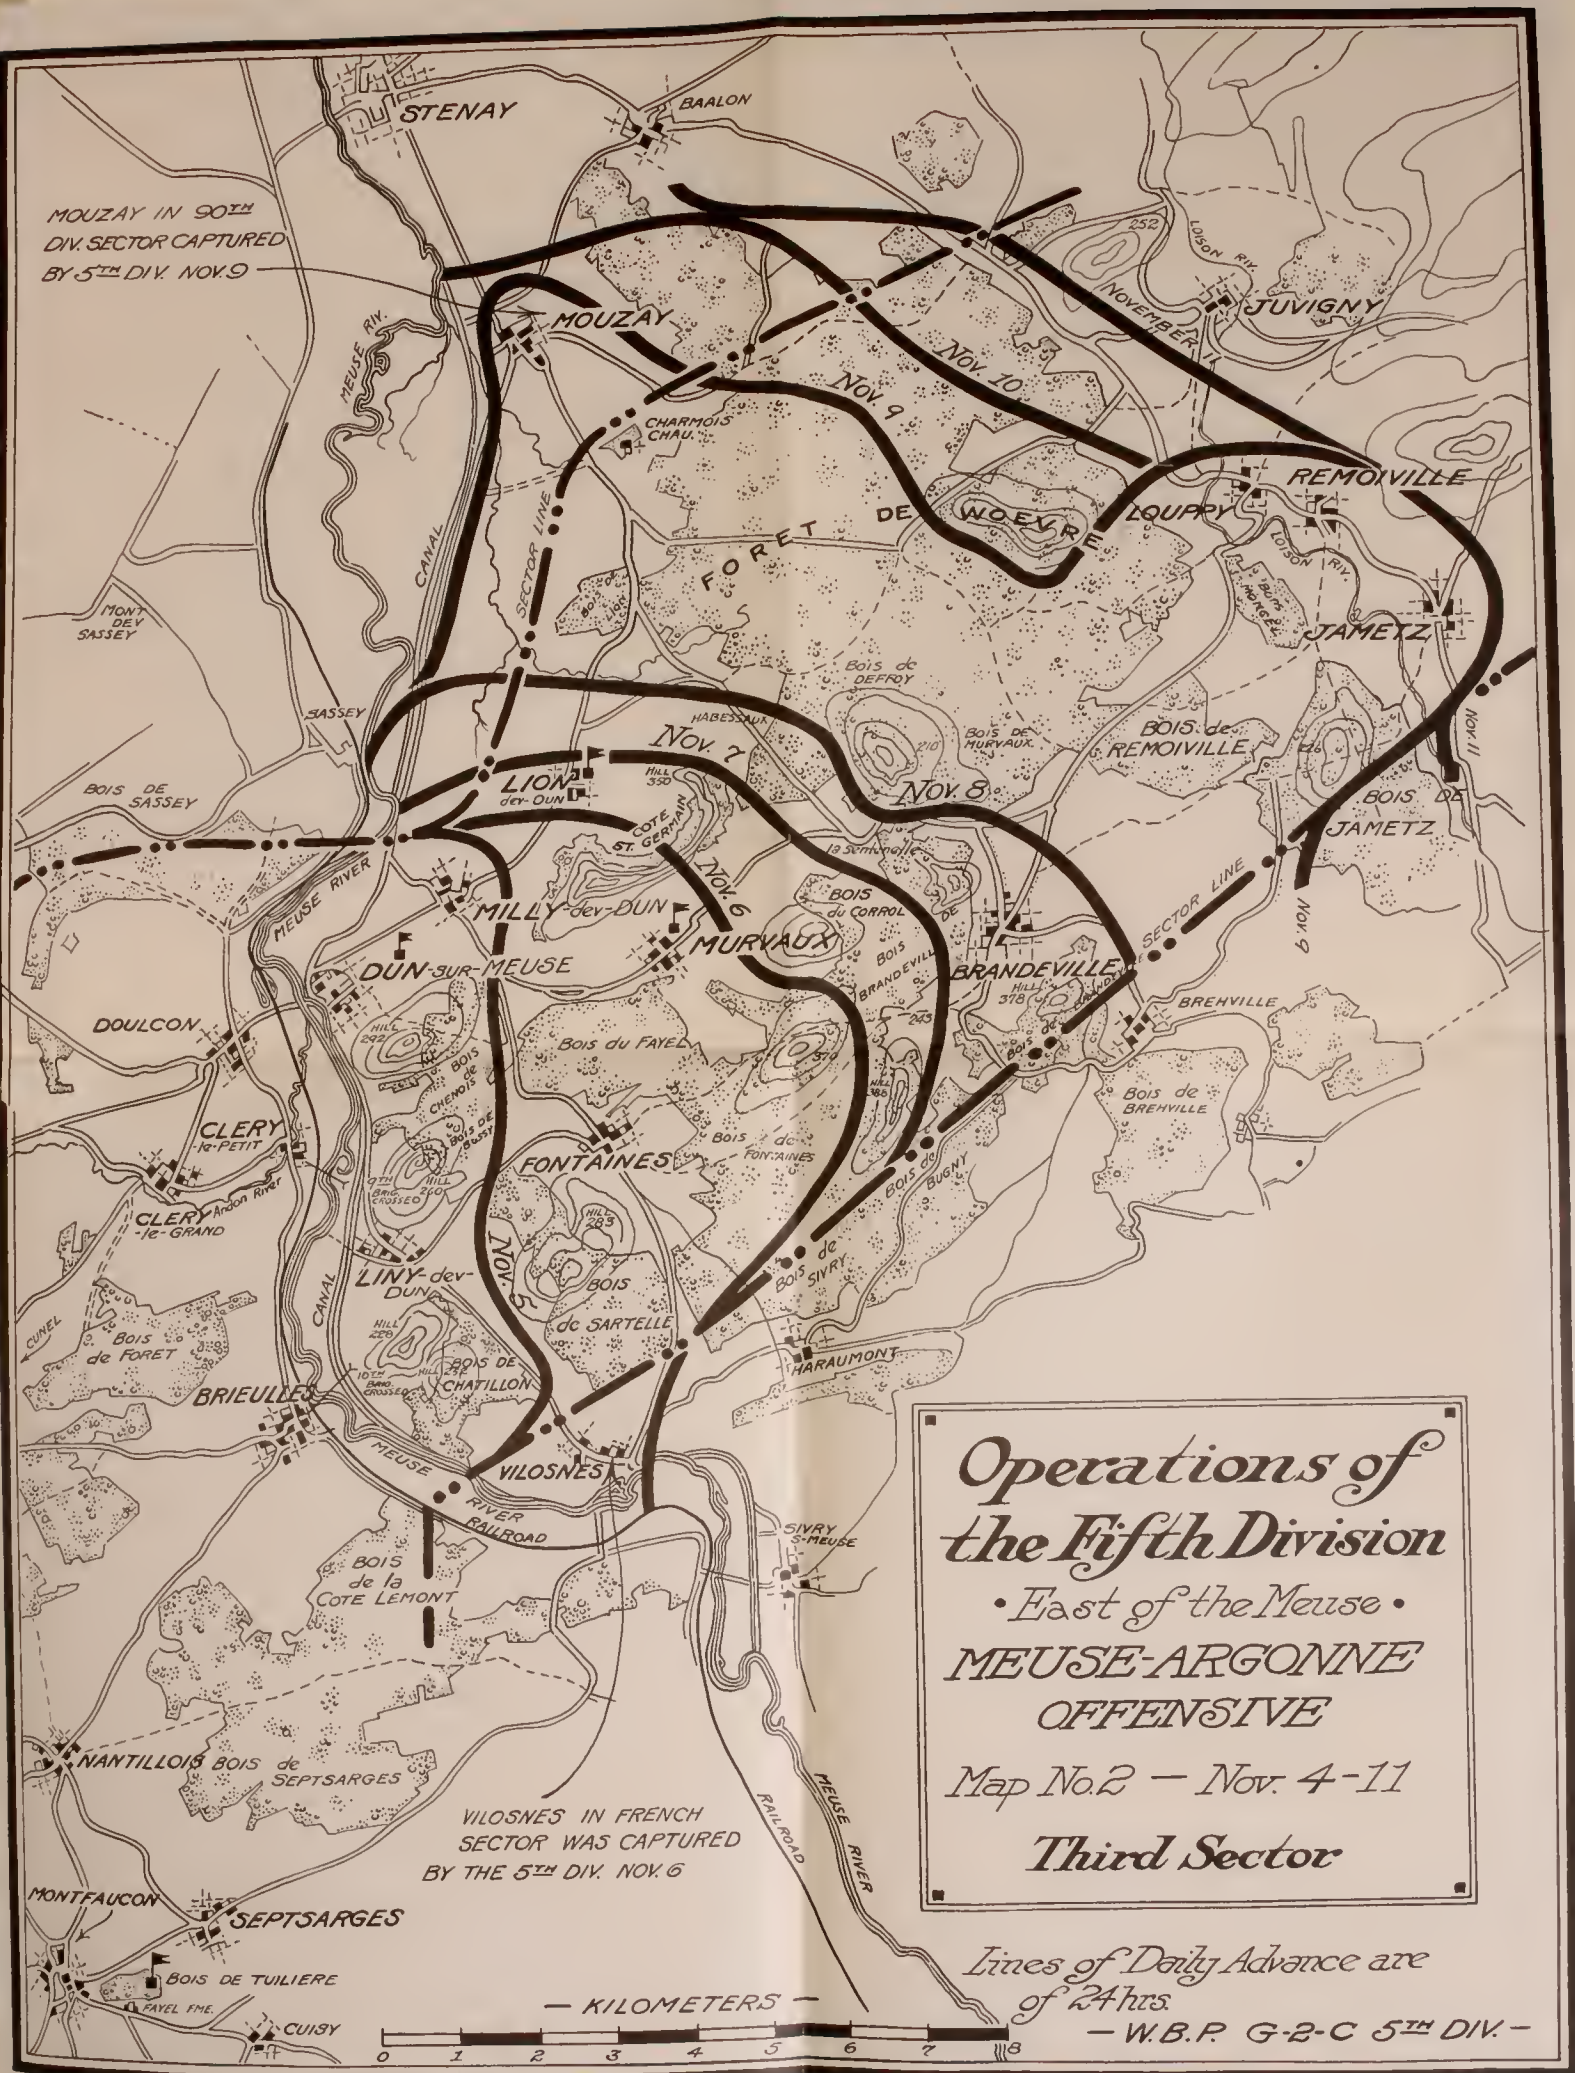 STENAY
BAALON
MOUZAY IN 90TH
DIV. SECTOR CAPTURED
BY 5TH DIV. NOV. 9
252
LOISON RIV.
JUVIGNY
NOVEMBER 11
MEUSE RIV.
MOUZAY
Nov. 10
Nov. 9
CHARMOIS
CHAU.
REMOIVILLE
LOUPPY
FORET DE WOEVRE
SECTOR LINE
CANAL
LOISON RIV.
BOIS DE
LION
MONT
DEV
SASSEY
JAMETZ
Bois de
DEFFOY
210
BOIS DE
MURVAUX
BOIS de
REMOIVILLE
226
NOV. 11
SASSEY
HABESSAUX
Nov. 7
LION
dev-DUN
HILL
350
Nov. 8
BOIS DE
SASSEY
BOIS DE
JAMETZ
COTE
ST. GERMAIN
la Sentinelle
SECTOR LINE
MEUSE RIVER
Nov. 6
BOIS
du CORROL
DE
MILLY-dev-DUN
MURVAUX
BOIS
BRANDEVILLE
NOV. 9
DUN-SUR-MEUSE
BRANDEVILLE
HILL
378
BREHVILLE
DOULCON
HILL
292
BOIS
de
CHENOIS
Bois du FAYEL
243
370
HILL
388
Bois de
Bois de
BREHVILLE
CLERY
-le-PETIT
BOIS DE
BUSSY
FONTAINES
Bois de
FONTAINES
Bois de
BUGNY
9TH
BRIG.
CROSSED
HILL
260
CLERY
-le-GRAND
Andon River
HILL
283
Nov. 5
Bois de
SIVRY
LINY-dev-
DUN
CANAL
BOIS
de SARTELLE
CUNEL
Bois
de FORET
HILL
228
10TH
BRIG.
CROSSED
HILL
BOIS DE
CHATILLON
HARAUMONT
BRIEULLES
MEUSE
RIVER
RAILROAD
VILOSNES
SIVRY
S-MEUSE
BOIS
de la
COTE LEMONT
Operations of
the Fifth Division
• East of the Meuse •
MEUSE-ARGONNE
OFFENSIVE
Map No. 2 — Nov. 4-11
Third Sector
NANTILLOIS
BOIS de
SEPTSARGES
VILOSNES IN FRENCH
SECTOR WAS CAPTURED
BY THE 5TH DIV. NOV. 6
RAILROAD
MEUSE RIVER
MONTFAUCON
SEPTSARGES
BOIS DE TUILIERE
FAYEL FME.
CUISY
Lines of Daily Advance are
of 24 hrs.
— W.B.P. G-2-C 5TH DIV. —
— KILOMETERS —
0 1 2 3 4 5 6 7 8